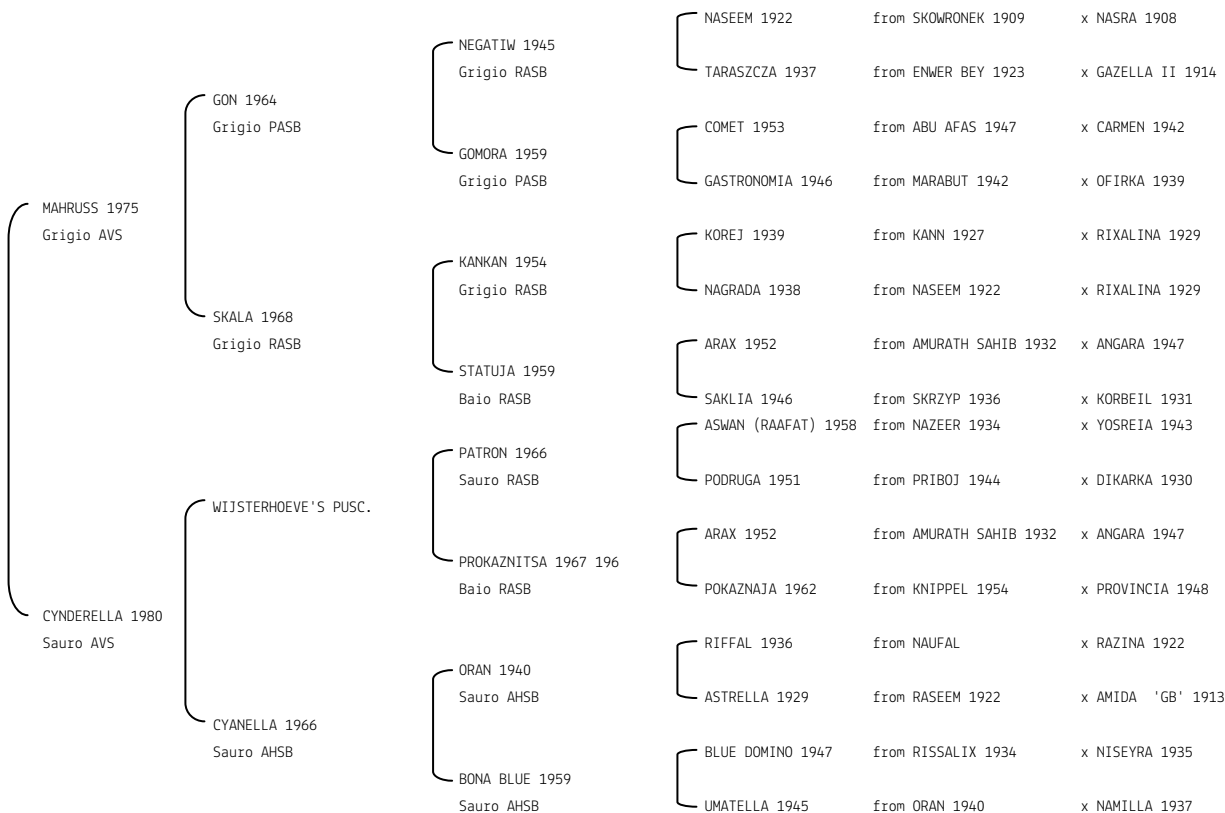 NASEEM 1922 from SKOWRONEK 1909 x NASRA 1908
NEGATIW 1945
Grigio RASB TARASZCZA 1937 from ENWER BEY 1923 x GAZELLA II 1914
GON 1964
Grigio PASB COMET 1953 from ABU AFAS 1947 x CARMEN 1942
GOMORA 1959
Grigio PASB GASTRONOMIA 1946 from MARABUT 1942 x OFIRKA 1939
MAHRUSS 1975
Grigio AVS KOREJ 1939 from KANN 1927 x RIXALINA 1929
KANKAN 1954
Grigio RASB NAGRADA 1938 from NASEEM 1922 x RIXALINA 1929
SKALA 1968
Grigio RASB ARAX 1952 from AMURATH SAHIB 1932 x ANGARA 1947
STATUJA 1959
Baio RASB SAKLIA 1946 from SKRZYP 1936 x KORBEIL 1931
ASWAN (RAAFAT) 1958 from NAZEER 1934 x YOSREIA 1943
PATRON 1966
Sauro RASB PODRUGA 1951 from PRIBOJ 1944 x DIKARKA 1930
WIJSTERHOEVE'S PUSC.
ARAX 1952 from AMURATH SAHIB 1932 x ANGARA 1947
PROKAZNITSA 1967 196
Baio RASB POKAZNAJA 1962 from KNIPPEL 1954 x PROVINCIA 1948
CYNDERELLA 1980
Sauro AVS RIFFAL 1936 from NAUFAL x RAZINA 1922
ORAN 1940
Sauro AHSB ASTRELLA 1929 from RASEEM 1922 x AMIDA 'GB' 1913
CYANELLA 1966
Sauro AHSB BLUE DOMINO 1947 from RISSALIX 1934 x NISEYRA 1935
BONA BLUE 1959
Sauro AHSB UMATELLA 1945 from ORAN 1940 x NAMILLA 1937